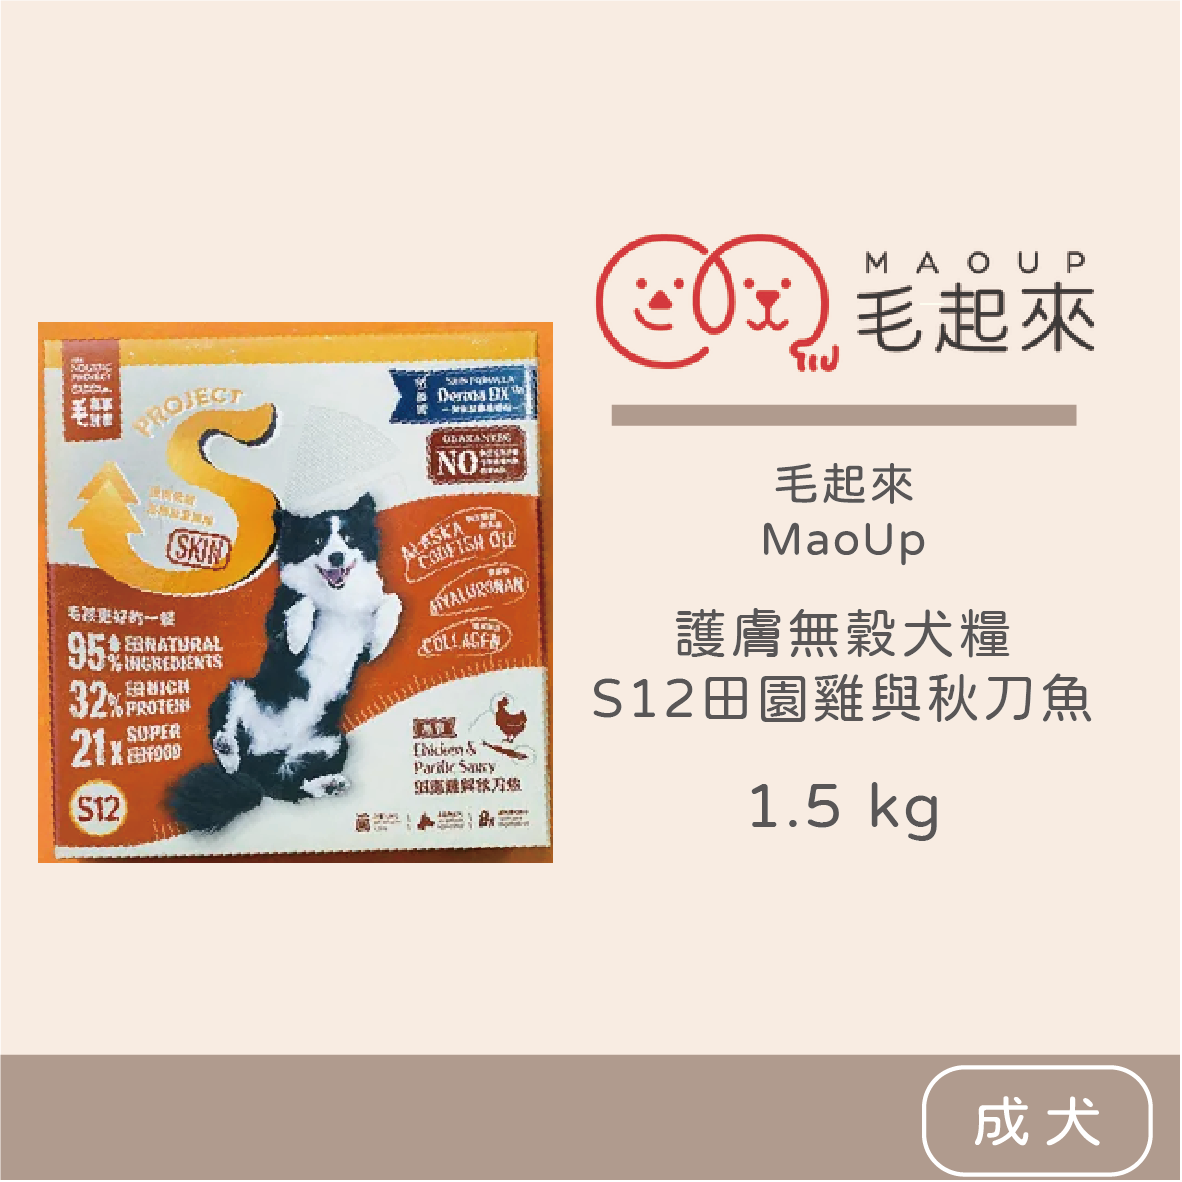 MAOUP
毛起來
毛起來
MaoUp
護膚無穀犬糧
S12田園雞與秋刀魚
1.5 kg
成犬
PROJECT
S
SKIN
SKIN FORMULA
Derma EX
GUARANTEES
NO
ALASKA
CODFISH OIL
HYALURONAN
COLLAGEN
毛孩更好的一餐
95% NATURAL
INGREDIENTS
32% HIGH
PROTEIN
21x SUPER
FOOD
S12
Chicken &
Pacific Saury
田園雞與秋刀魚